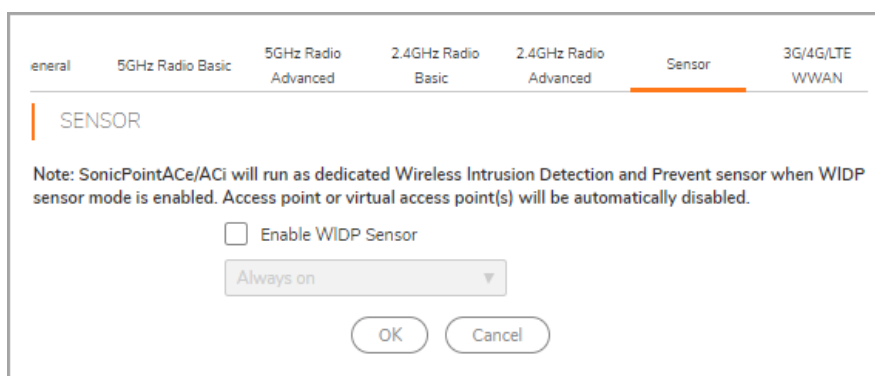 eneral 5GHz Radio Basic 5GHz Radio Advanced 2.4GHz Radio Basic 2.4GHz Radio Advanced Sensor 3G/4G/LTE WWAN
SENSOR
Note: SonicPointACe/ACi will run as dedicated Wireless Intrusion Detection and Prevent sensor when WIDP
sensor mode is enabled. Access point or virtual access point(s) will be automatically disabled.
Enable WIDP Sensor
Always on
OK Cancel